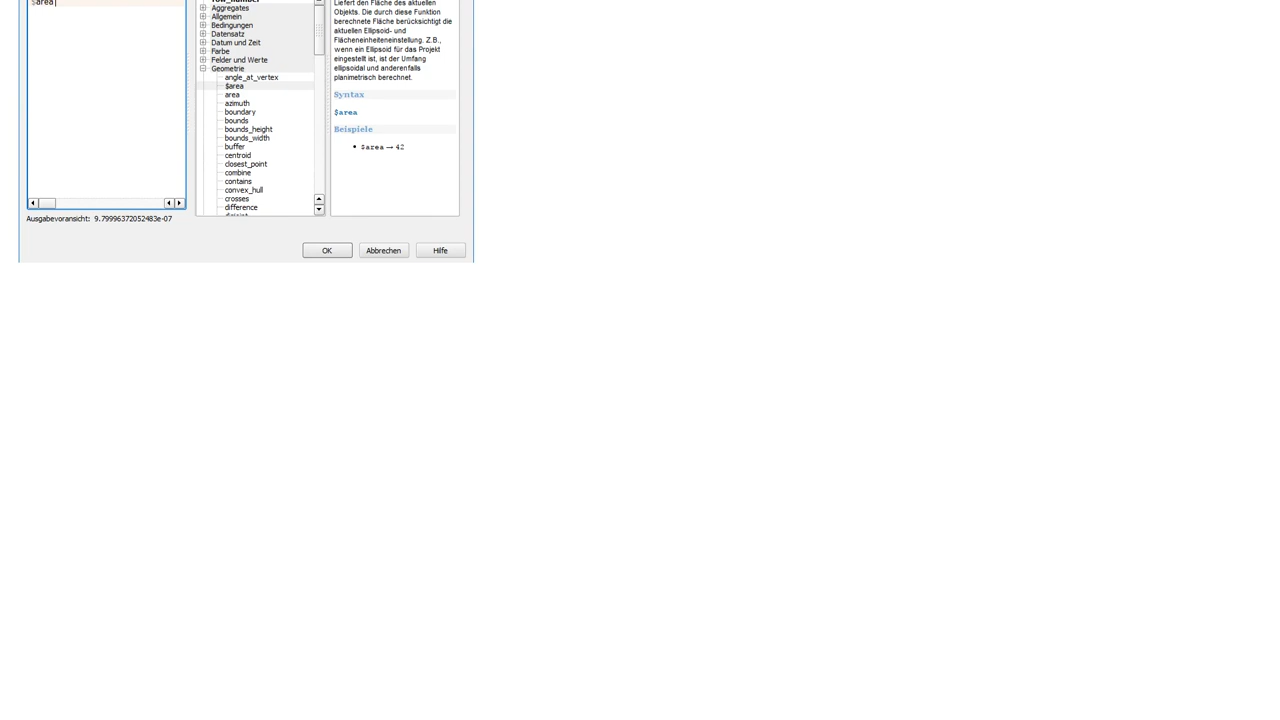 $area
row_number
Aggregates
Allgemein
Bedingungen
Datensatz
Datum und Zeit
Farbe
Felder und Werte
Geometrie
angle_at_vertex
$area
area
azimuth
boundary
bounds
bounds_height
bounds_width
buffer
centroid
closest_point
combine
contains
convex_hull
crosses
difference
Liefert den Fläche des aktuellen
Objekts. Die durch diese Funktion
berechnete Fläche berücksichtigt die
aktuellen Ellipsoid- und
Flächeneinheiteneinstellung. Z.B.,
wenn ein Ellipsoid für das Projekt
eingestellt ist, ist der Umfang
ellipsoidal und anderenfalls
planimetrisch berechnet.
Syntax
$area
Beispiele
• $area → 42
Ausgabevoransicht: 9.79996372052483e-07
OK
Abbrechen
Hilfe